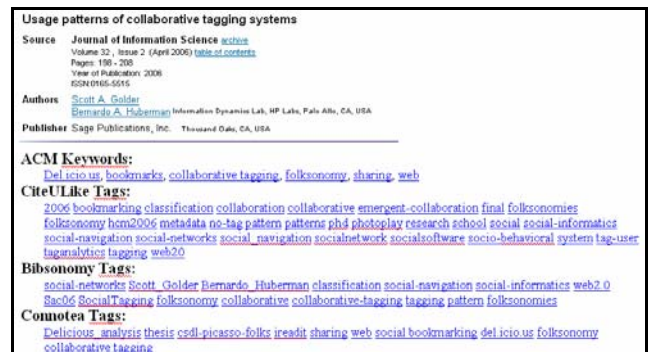 Usage patterns of collaborative tagging systems
Source Journal of Information Science archive
Volume 32 , Issue 2 (April 2006) table of contents
Pages: 198 - 208
Year of Publication: 2006
ISSN:0165-5515
Authors Scott A. Golder
Bernardo A. Huberman Information Dynamics Lab, HP Labs, Palo Alto, CA, USA
Publisher Sage Publications, Inc. Thousand Oaks, CA, USA
ACM Keywords:
Del.icio.us, bookmarks, collaborative tagging, folksonomy, sharing, web
CiteULike Tags:
2006 bookmarking classification collaboration collaborative emergent-collaboration final folksonomies
folksonomy hcm2006 metadata no-tag pattern patterns phd photoplay research school social social-informatics
social-navigation social-networks social_navigation socialnetwork socialsoftware socio-behavioral system tag-user
taganalytics tagging web20
Bibsonomy Tags:
social-networks Scott_Golder Bernardo_Huberman classification social-navigation social-informatics web2.0
Sac06 SocialTagging folksonomy collaborative collaborative-tagging tagging pattern folksonomies
Connotea Tags:
Delicious_analysis thesis csdl-picasso-folks ireadit sharing web social bookmarking del.icio.us folksonomy
collaborative tagging